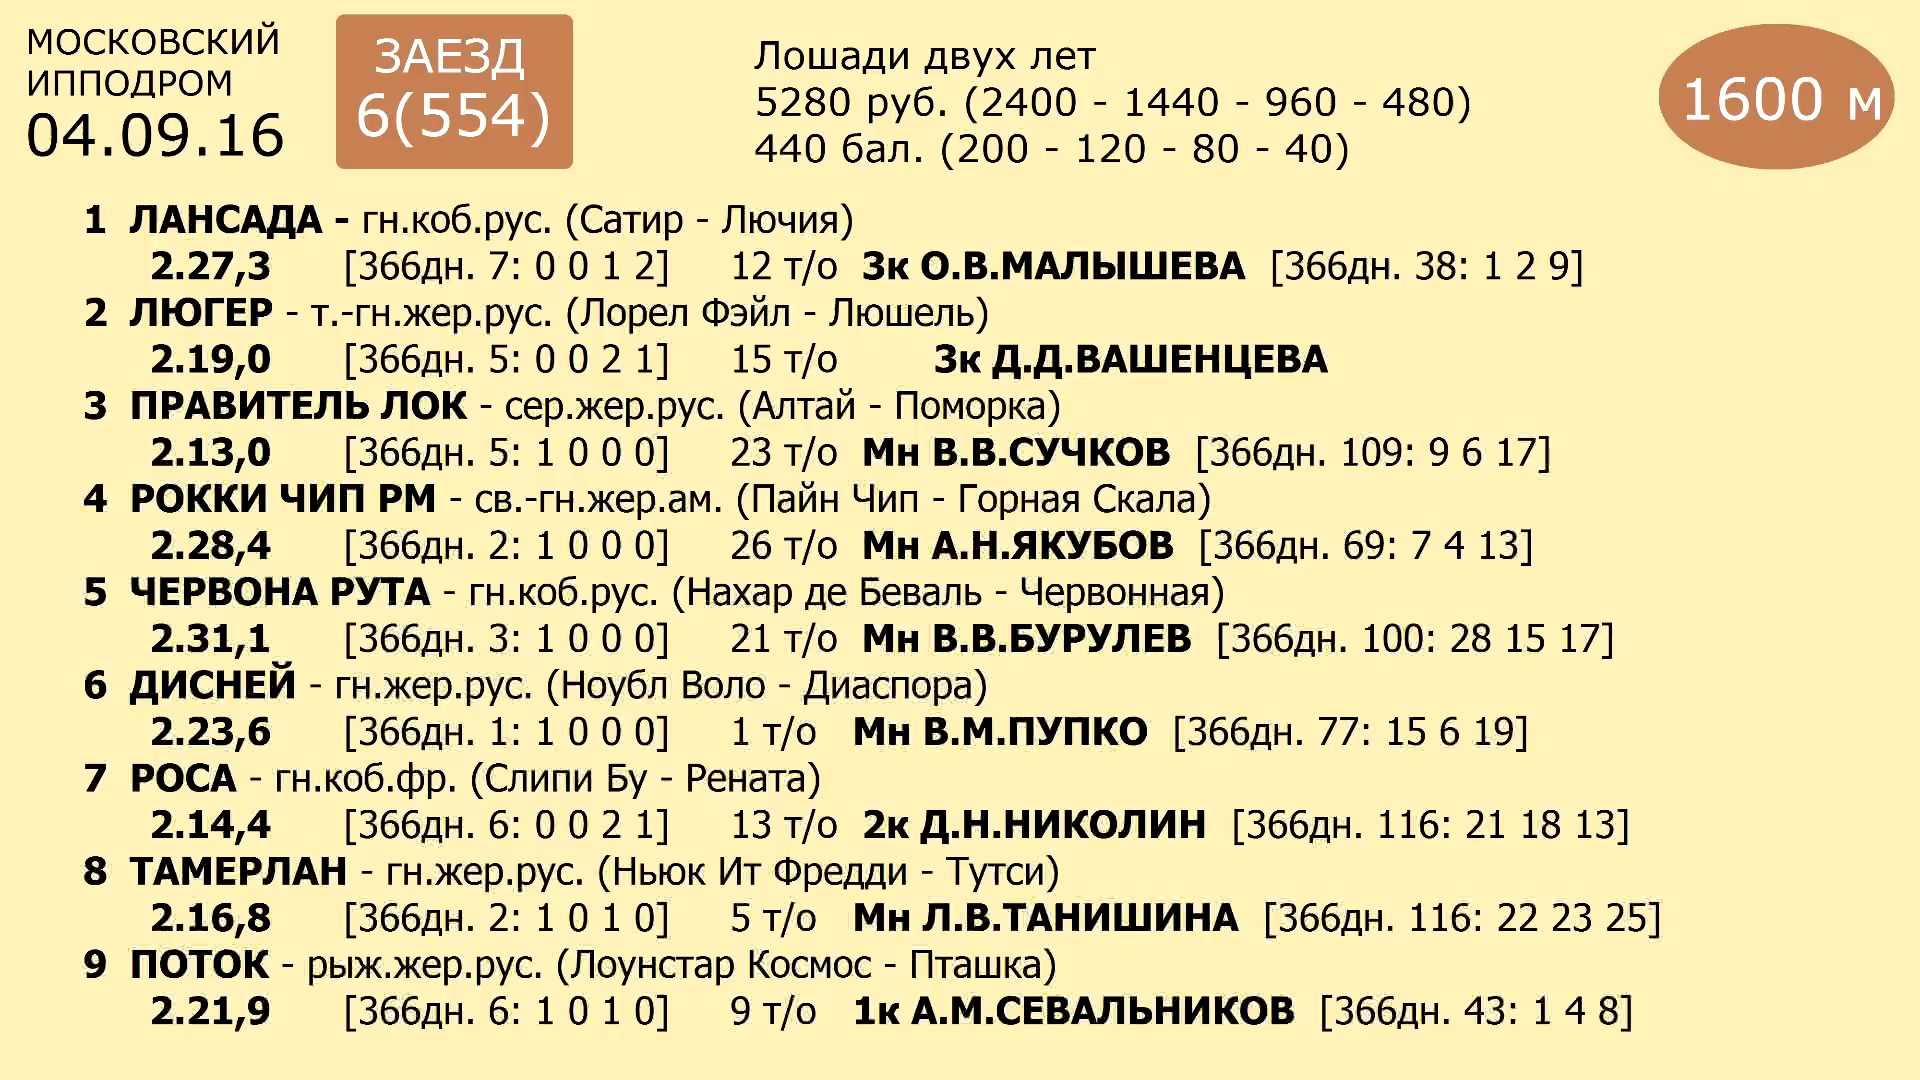 МОСКОВСКИЙ
ИППОДРОМ
04.09.16
ЗАЕЗД
6(554)
Лошади двух лет
5280 руб. (2400 - 1440 - 960 - 480)
440 бал. (200 - 120 - 80 - 40)
1600 м
1 ЛАНСАДА - гн.коб.рус. (Сатир - Лючия)
2.27,3 [366дн. 7: 0 0 1 2] 12 т/о 3к О.В.МАЛЫШЕВА [366дн. 38: 1 2 9]
2 ЛЮГЕР - т.-гн.жер.рус. (Лорел Фэйл - Люшель)
2.19,0 [366дн. 5: 0 0 2 1] 15 т/о 3к Д.Д.ВАШЕНЦЕВА
3 ПРАВИТЕЛЬ ЛОК - сер.жер.рус. (Алтай - Поморка)
2.13,0 [366дн. 5: 1 0 0 0] 23 т/о Мн В.В.СУЧКОВ [366дн. 109: 9 6 17]
4 РОККИ ЧИП РМ - св.-гн.жер.ам. (Пайн Чип - Горная Скала)
2.28,4 [366дн. 2: 1 0 0 0] 26 т/о Мн А.Н.ЯКУБОВ [366дн. 69: 7 4 13]
5 ЧЕРВОНА РУТА - гн.коб.рус. (Нахар де Беваль - Червонная)
2.31,1 [366дн. 3: 1 0 0 0] 21 т/о Мн В.В.БУРУЛЕВ [366дн. 100: 28 15 17]
6 ДИСНЕЙ - гн.жер.рус. (Ноубл Воло - Диаспора)
2.23,6 [366дн. 1: 1 0 0 0] 1 т/о Мн В.М.ПУПКО [366дн. 77: 15 6 19]
7 РОСА - гн.коб.фр. (Слипи Бу - Рената)
2.14,4 [366дн. 6: 0 0 2 1] 13 т/о 2к Д.Н.НИКОЛИН [366дн. 116: 21 18 13]
8 ТАМЕРЛАН - гн.жер.рус. (Ньюк Ит Фредди - Тутси)
2.16,8 [366дн. 2: 1 0 1 0] 5 т/о Мн Л.В.ТАНИШИНА [366дн. 116: 22 23 25]
9 ПОТОК - рыж.жер.рус. (Лоунстар Космос - Пташка)
2.21,9 [366дн. 6: 1 0 1 0] 9 т/о 1к А.М.СЕВАЛЬНИКОВ [366дн. 43: 1 4 8]